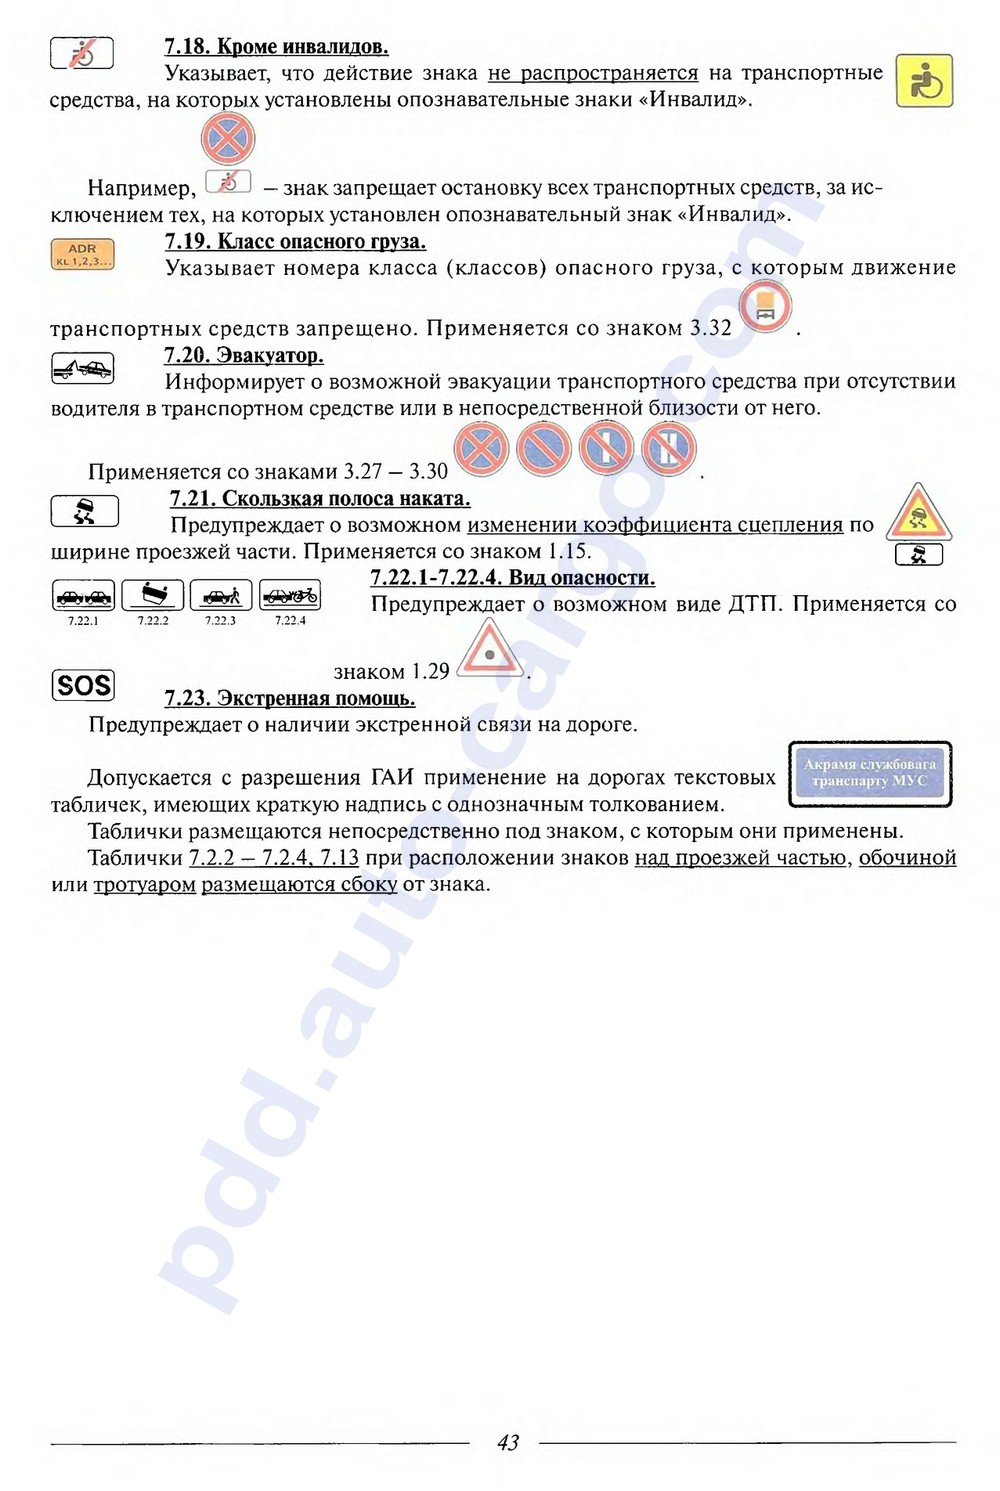 7.18. Кроме инвалидов.
Указывает, что действие знака не распространяется на транспортные
средства, на которых установлены опознавательные знаки «Инвалид».
Например, – знак запрещает остановку всех транспортных средств, за ис-
ключением тех, на которых установлен опознавательный знак «Инвалид».
7.19. Класс опасного груза.
ADR
KL 1,2,3...
Указывает номера класса (классов) опасного груза, с которым движение
транспортных средств запрещено. Применяется со знаком 3.32 .
7.20. Эвакуатор.
Информирует о возможной эвакуации транспортного средства при отсутствии
водителя в транспортном средстве или в непосредственной близости от него.
Применяется со знаками 3.27 – 3.30 .
7.21. Скользкая полоса наката.
Предупреждает о возможном изменении коэффициента сцепления по
ширине проезжей части. Применяется со знаком 1.15.
7.22.1-7.22.4. Вид опасности.
7.22.1 7.22.2 7.22.3 7.22.4
Предупреждает о возможном виде ДТП. Применяется со
знаком 1.29 .
SOS
7.23. Экстренная помощь.
Предупреждает о наличии экстренной связи на дороге.
Акрамя службовага
транспарту МУС
Допускается с разрешения ГАИ применение на дорогах текстовых
табличек, имеющих краткую надпись с однозначным толкованием.
Таблички размещаются непосредственно под знаком, с которым они применены.
Таблички 7.2.2 – 7.2.4, 7.13 при расположении знаков над проезжей частью, обочиной
или тротуаром размещаются сбоку от знака.
pdd.auto-cargo.com
43